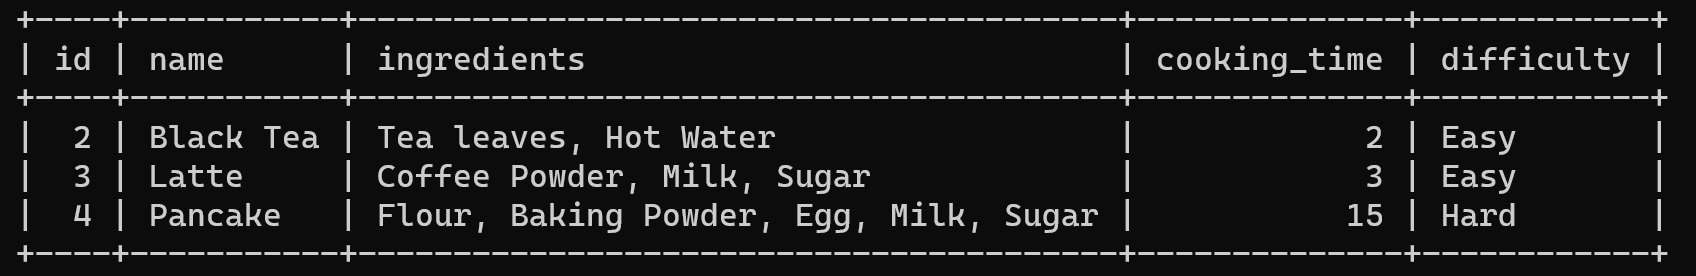 +----+-----------+----------------------------------------+--------------+------------+
| id | name      | ingredients                            | cooking_time | difficulty |
+----+-----------+----------------------------------------+--------------+------------+
|  2 | Black Tea | Tea leaves, Hot Water                  |            2 | Easy       |
|  3 | Latte     | Coffee Powder, Milk, Sugar             |            3 | Easy       |
|  4 | Pancake   | Flour, Baking Powder, Egg, Milk, Sugar |           15 | Hard       |
+----+-----------+----------------------------------------+--------------+------------+